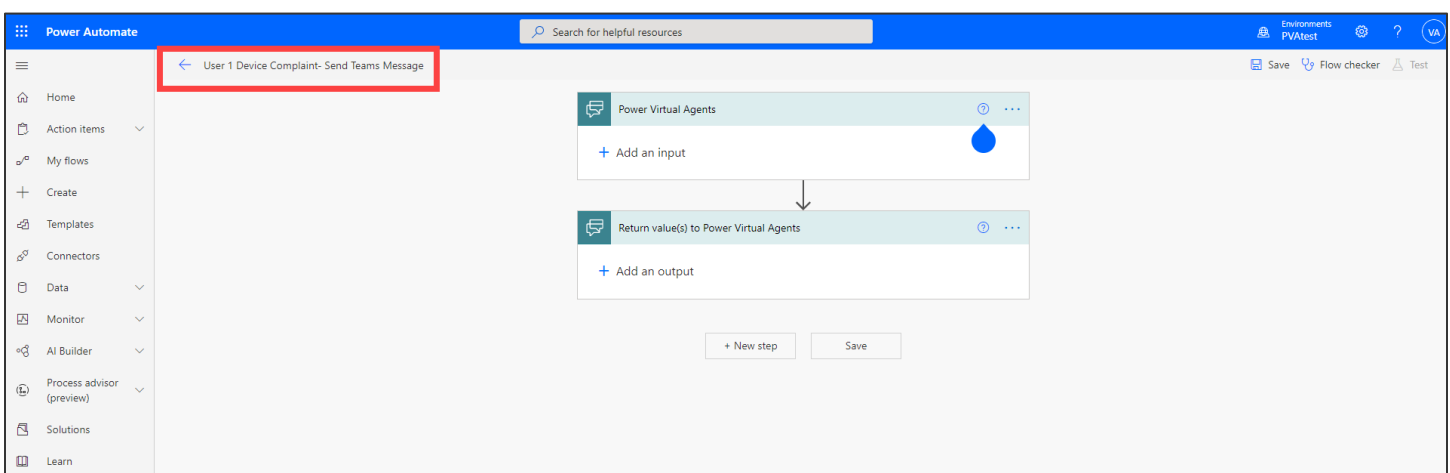 Power Automate
Search for helpful resources
Environments
PVAtest
VA
User 1 Device Complaint- Send Teams Message
Save
Flow checker
Test
Home
Action items
My flows
Create
Templates
Connectors
Data
Monitor
AI Builder
Process advisor
(preview)
Solutions
Learn
Power Virtual Agents
+ Add an input
Return value(s) to Power Virtual Agents
+ Add an output
+ New step
Save